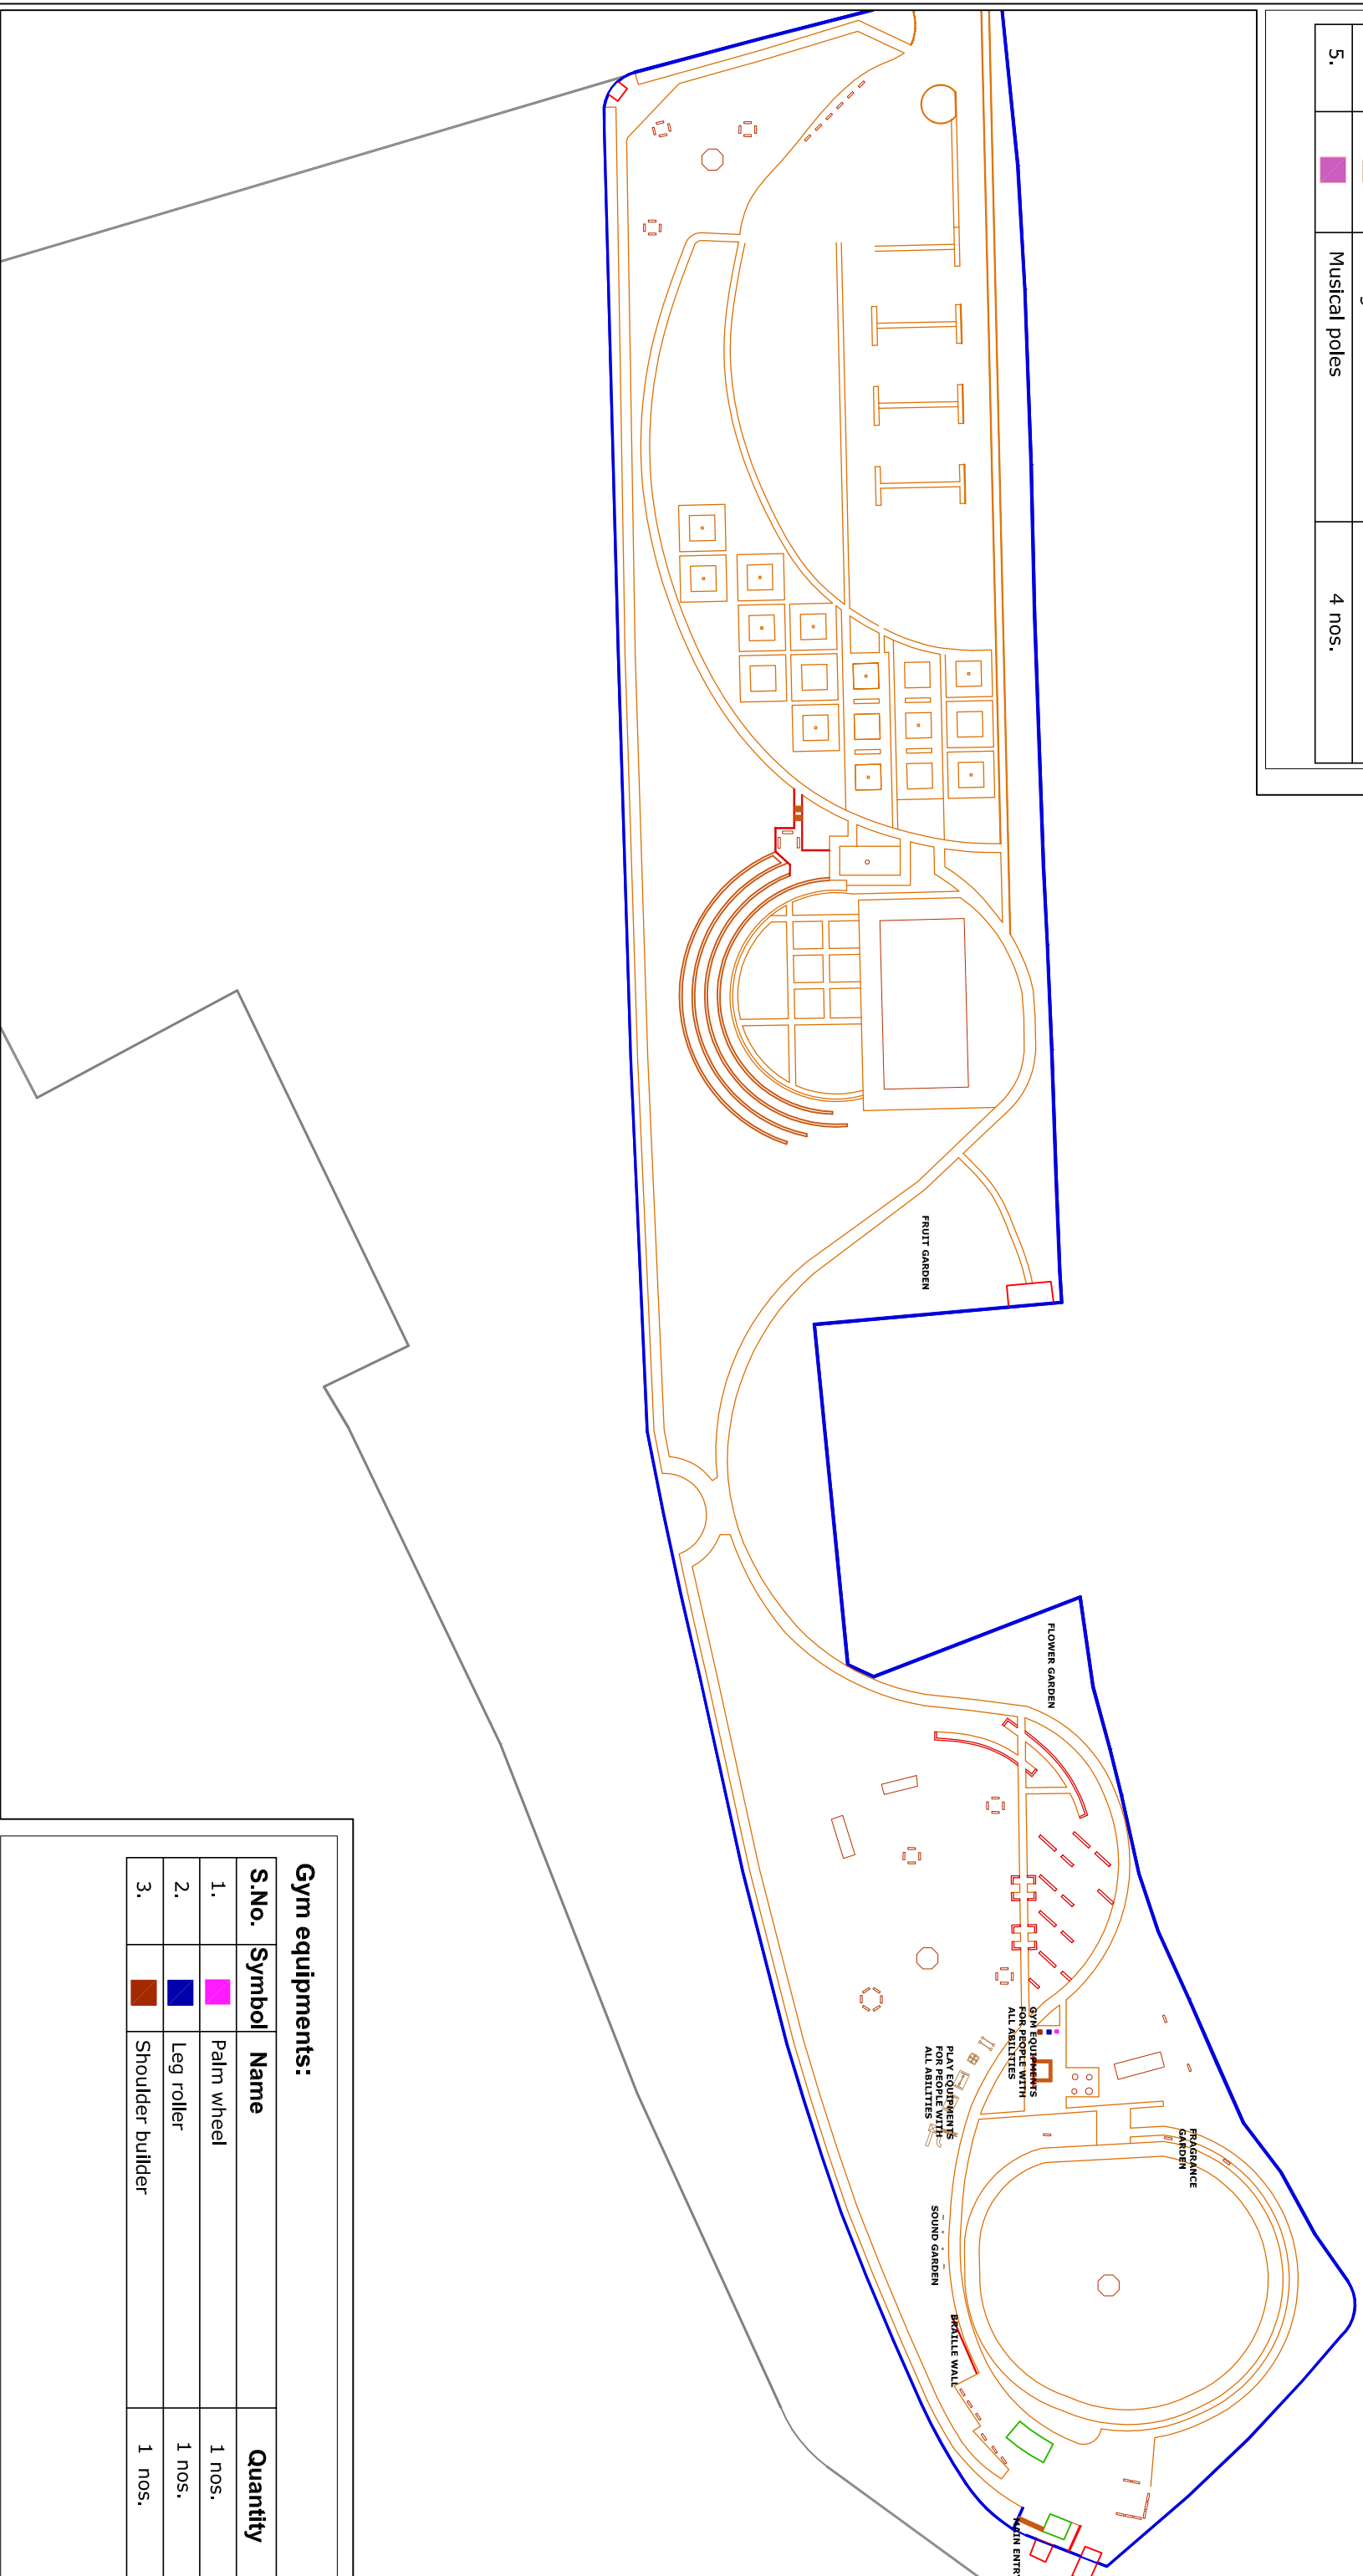 5. Musical poles 4 nos.
FRUIT GARDEN
FLOWER GARDEN
GYM EQUIPMENTS
FOR PEOPLE WITH
ALL ABILITIES
PLAY EQUIPMENTS
FOR PEOPLE WITH
ALL ABILITIES
FRAGRANCE
GARDEN
SOUND GARDEN
BRAILLE WALL
MAIN ENTRY
Gym equipments:
S.No. Symbol Name Quantity
1. Palm wheel 1 nos.
2. Leg roller 1 nos.
3. Shoulder builder 1 nos.